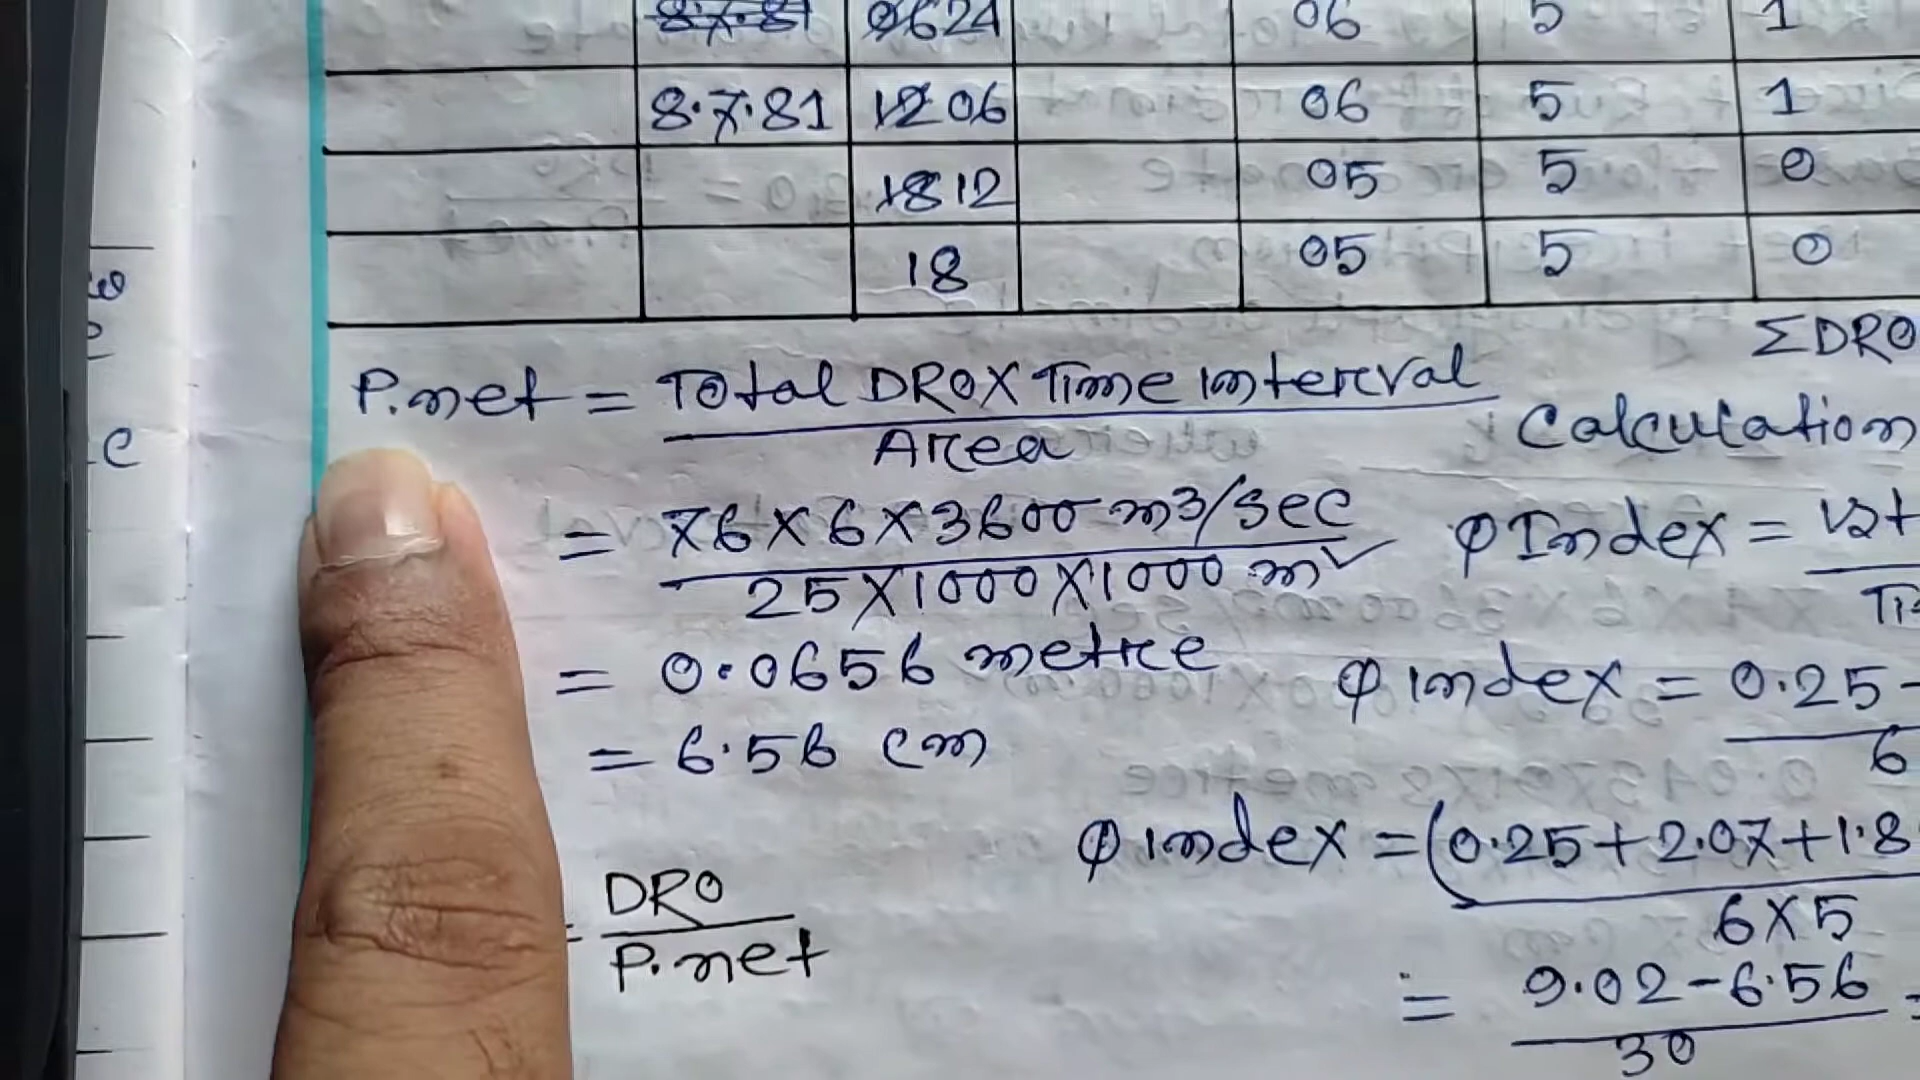 8.7.81 0624 06 5 1
8.7.81 1206 06 5 1
1812 05 5 0
18 05 5 0
ΣDRO
P.net = Total DRO X Time interval
Area
Calculation
= 76 X 6 X 3600 m3/sec
25 X 1000 X 1000 m
φ Index =
= 0.0656 metre
φ index = 0.25 -
6
= 6.56 cm
φ index = (0.25 + 2.07 + 1.8
6 X 5
DRO
P.net
= 9.02 - 6.56 =
30